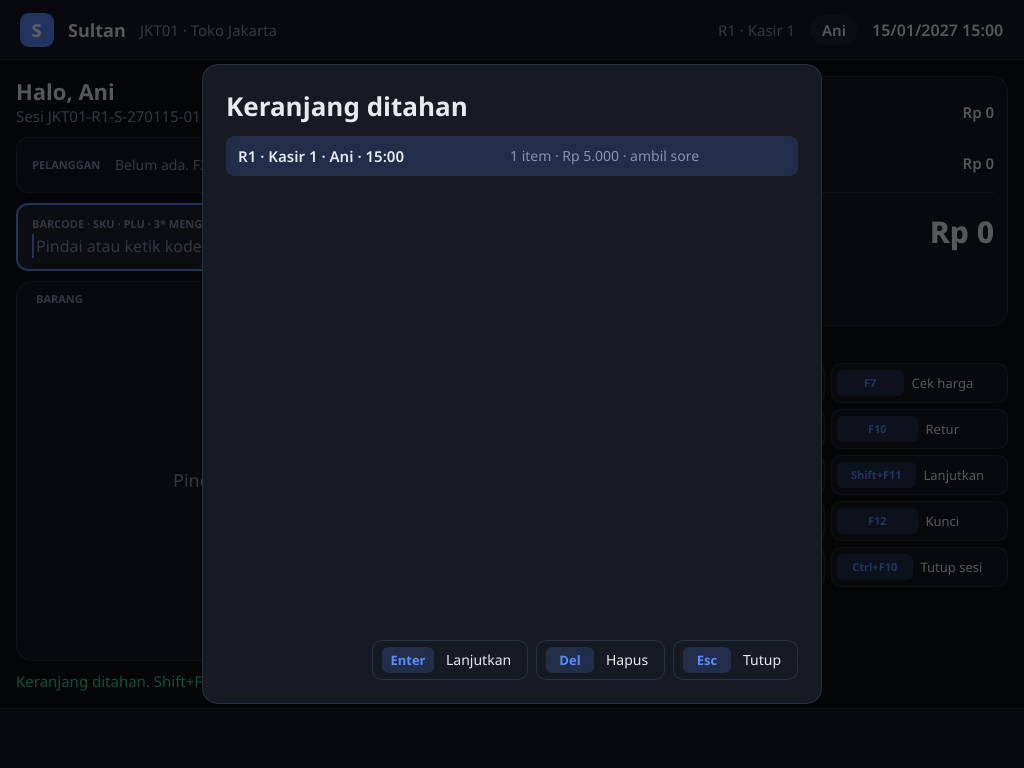 S Sultan JKT01 · Toko Jakarta R1 · Kasir 1 Ani 15/01/2027 15:00
Halo, Ani
Sesi JKT01-R1-S-270115-01
PELANGGAN Belum ada.
BARCODE · SKU · PLU · 3*
Pindai atau ketik kode
BARANG
Keranjang ditahan. 
Keranjang ditahan
R1 · Kasir 1 · Ani · 15:00 1 item · Rp 5.000 · ambil sore
Enter Lanjutkan Del Hapus Esc Tutup
Rp 0
Rp 0
Rp 0
F7 Cek harga
F10 Retur
Shift+F11 Lanjutkan
F12 Kunci
Ctrl+F10 Tutup sesi